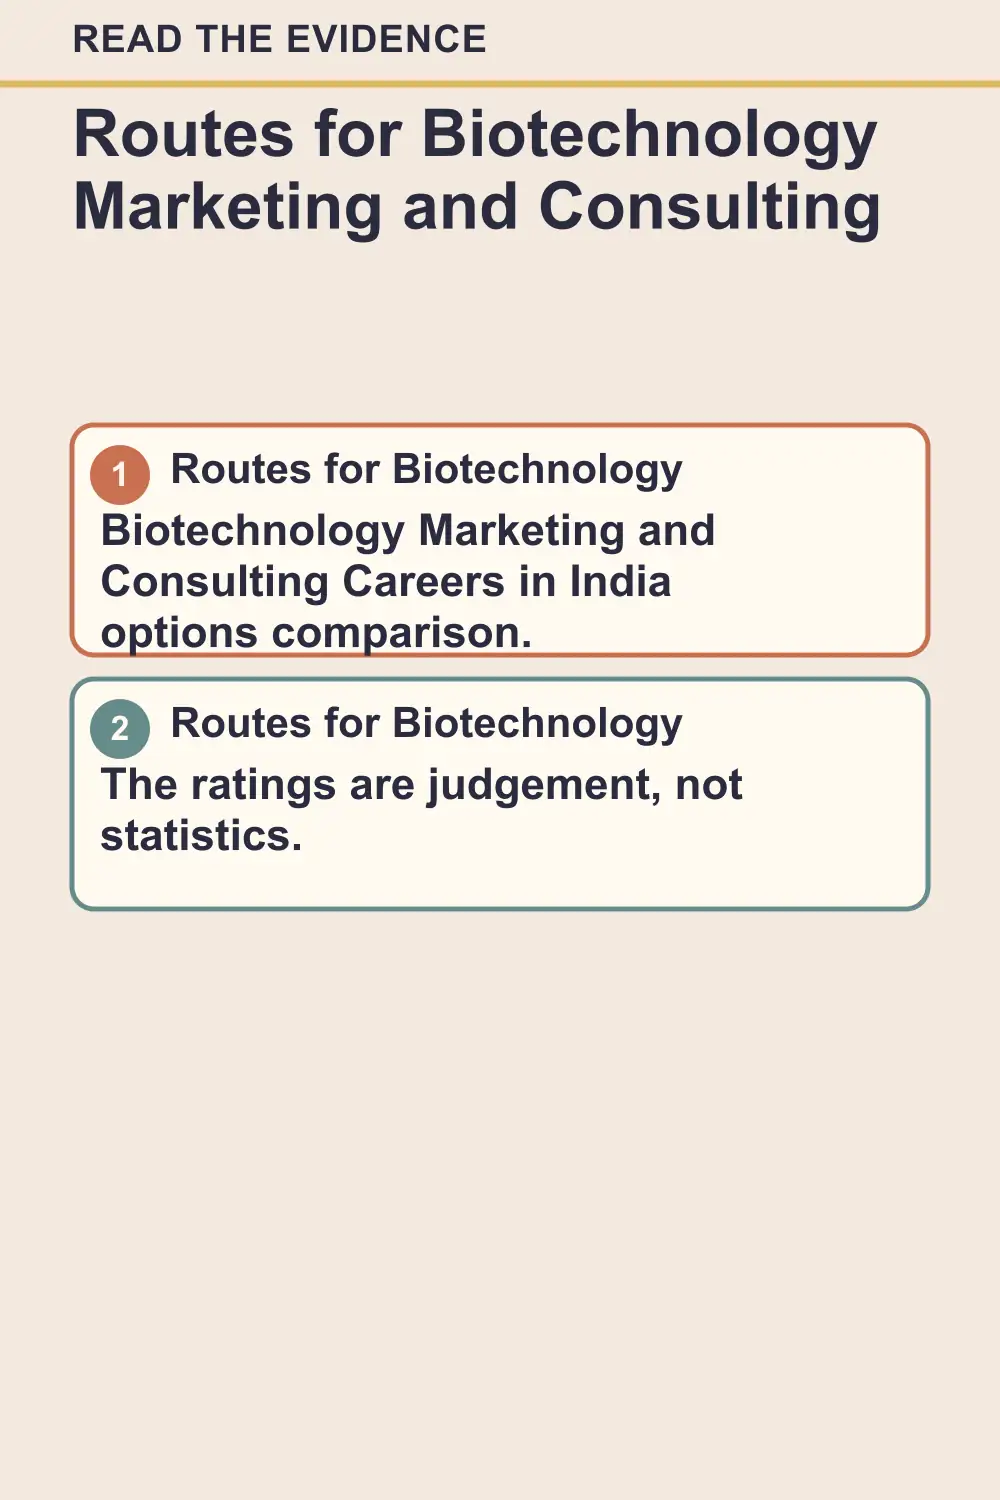 READ THE EVIDENCE
Routes for Biotechnology
Marketing and Consulting
1 Routes for Biotechnology
Biotechnology Marketing and
Consulting Careers in India
options comparison.
2 Routes for Biotechnology
The ratings are judgement, not
statistics.